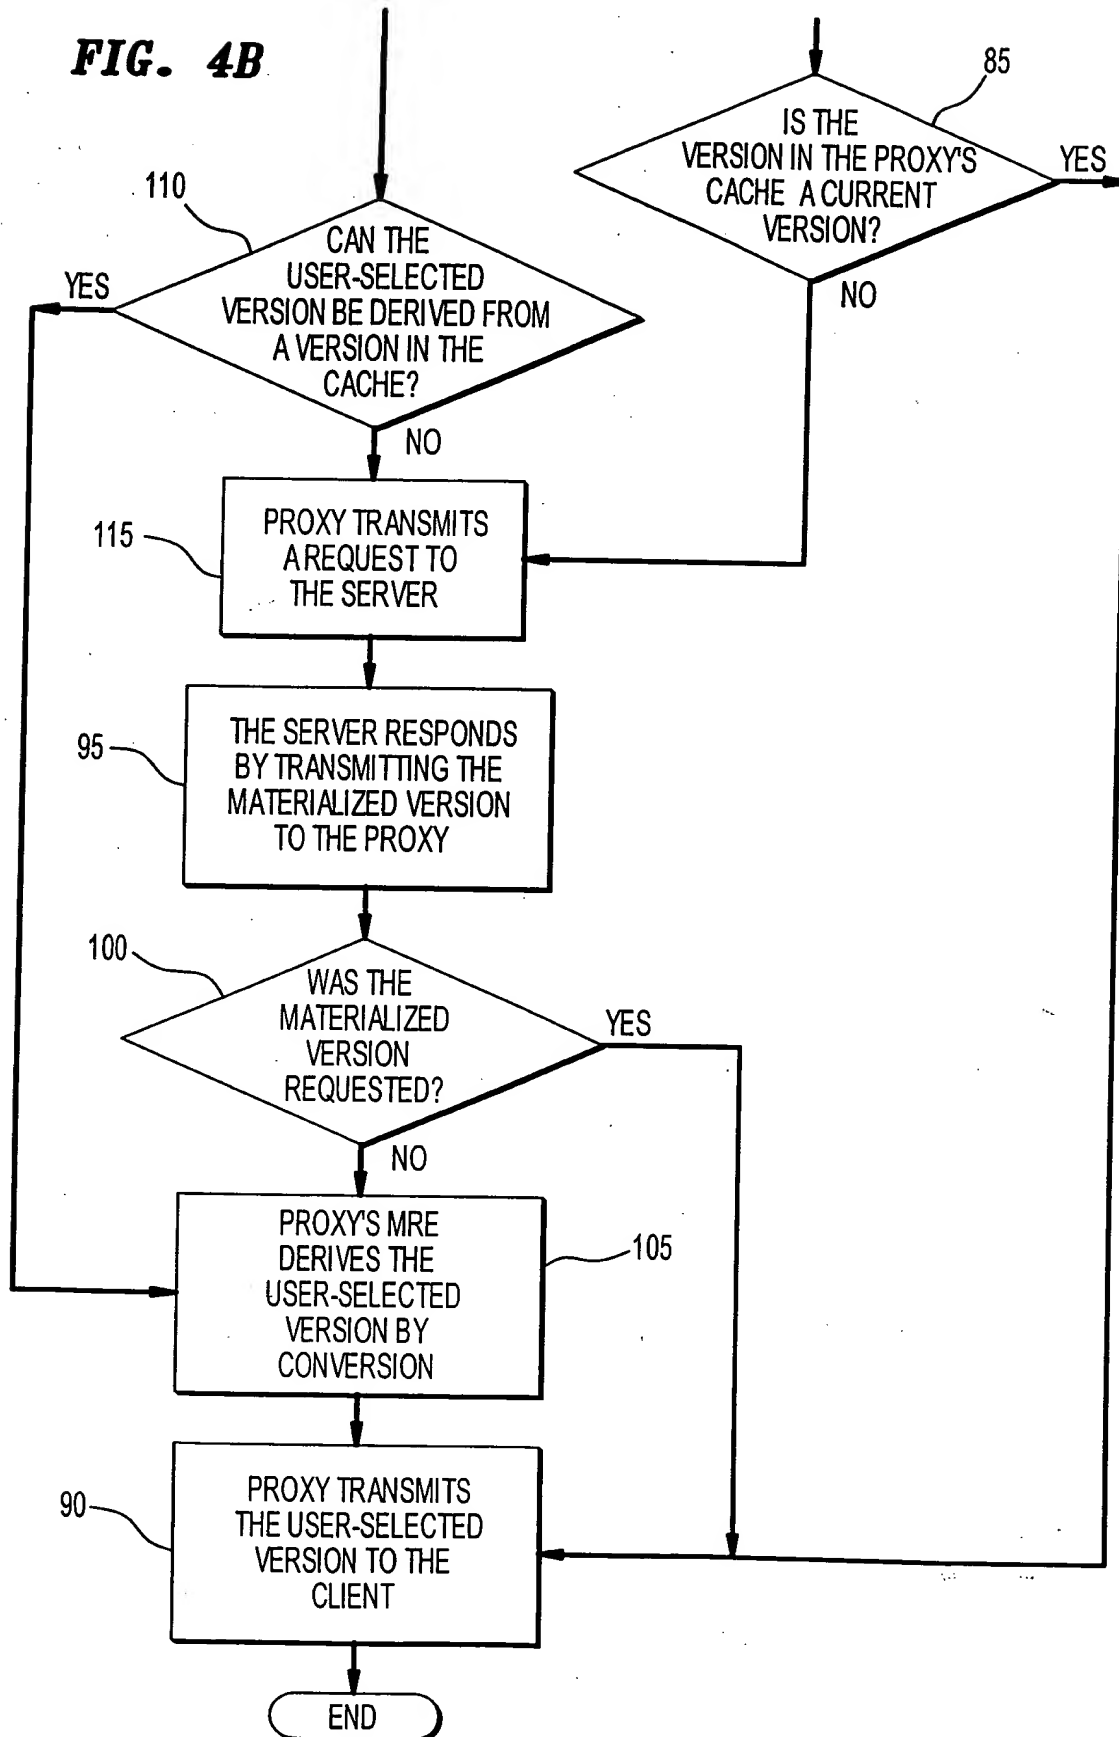 FIG. 4B
85
IS THE
VERSION IN THE PROXY'S
CACHE A CURRENT
VERSION?
YES
NO
110
CAN THE
USER-SELECTED
VERSION BE DERIVED FROM
A VERSION IN THE
CACHE?
YES
NO
115
PROXY TRANSMITS
A REQUEST TO
THE SERVER
95
THE SERVER RESPONDS
BY TRANSMITTING THE
MATERIALIZED VERSION
TO THE PROXY
100
WAS THE
MATERIALIZED
VERSION
REQUESTED?
YES
NO
PROXY'S MRE
DERIVES THE
USER-SELECTED
VERSION BY
CONVERSION
105
90
PROXY TRANSMITS
THE USER-SELECTED
VERSION TO THE
CLIENT
END